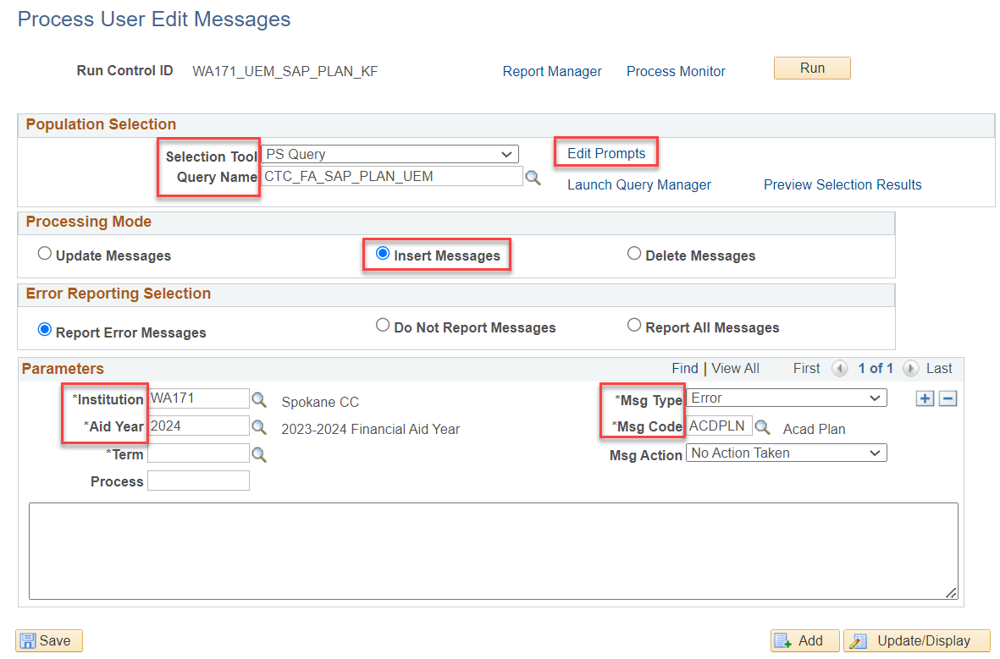 Process User Edit Messages
Run Control ID WA171_UEM_SAP_PLAN_KF Report Manager Process Monitor Run
Population Selection
Selection Tool PS Query Edit Prompts
Query Name CTC_FA_SAP_PLAN_UEM Launch Query Manager Preview Selection Results
Processing Mode
Update Messages Insert Messages Delete Messages
Error Reporting Selection
Report Error Messages Do Not Report Messages Report All Messages
Parameters Find | View All First 1 of 1 Last
*Institution WA171 Spokane CC *Msg Type Error
*Aid Year 2024 2023-2024 Financial Aid Year *Msg Code ACDPLN Acad Plan
*Term Msg Action No Action Taken
Process
Save Add Update/Display